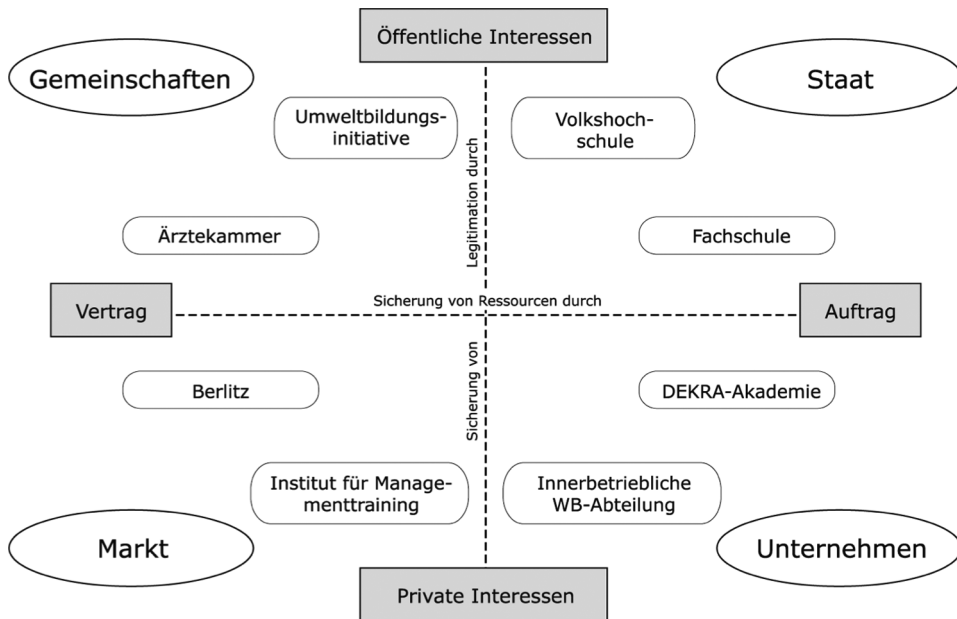 Öffentliche Interessen
Gemeinschaften
Staat
Umweltbildungs-
initiative
Volkshoch-
schule
Legitimation durch
Ärztekammer
Fachschule
Vertrag
Sicherung von Ressourcen durch
Auftrag
Sicherung von
Berlitz
DEKRA-Akademie
Institut für Manage-
menttraining
Innerbetriebliche
WB-Abteilung
Markt
Unternehmen
Private Interessen